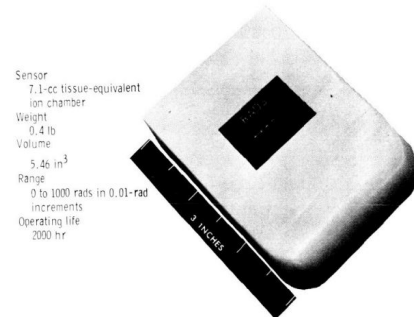 Sensor
7.1-cc tissue-equivalent
ion chamber
Weight
0.4 lb
Volume
5.46 in³
Range
0 to 1000 rads in 0.01-rad
increments
Operating life
2000 hr
3 INCHES